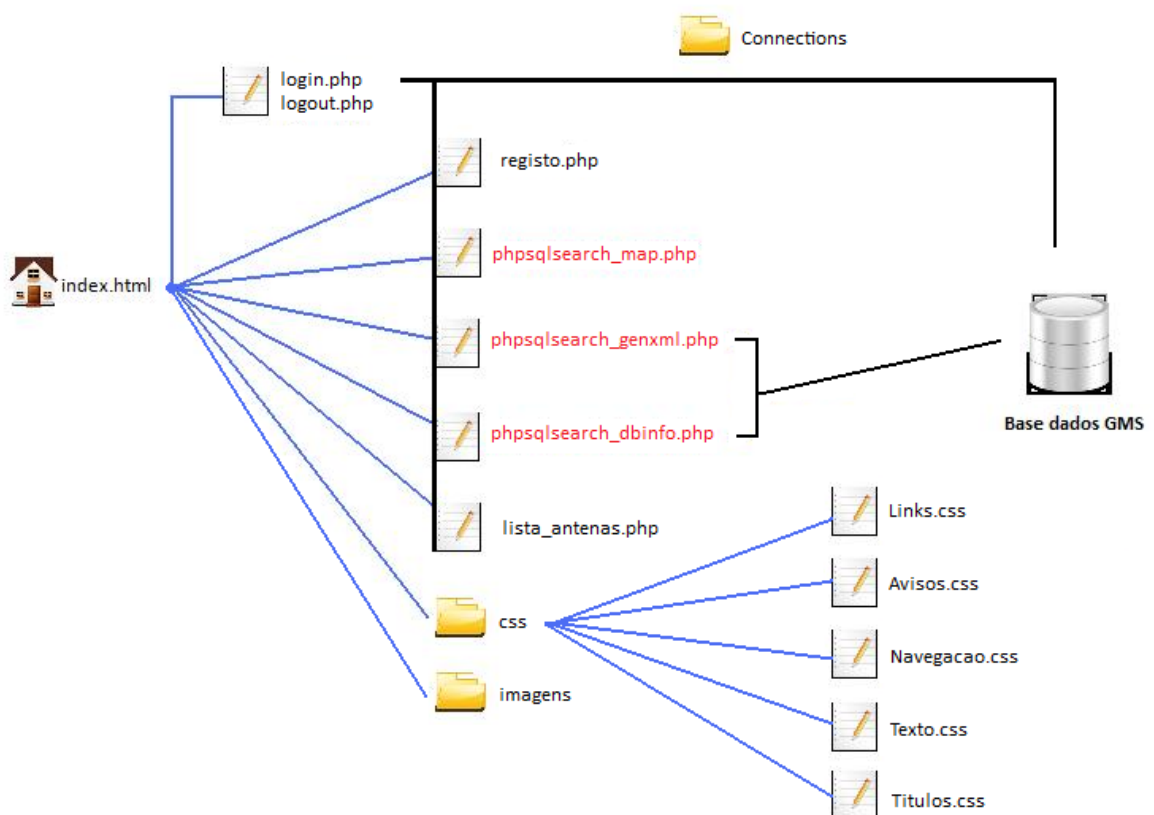 Connections
login.php
logout.php
registo.php
phpsqlsearch_map.php
index.html
phpsqlsearch_genxml.php
Base dados GMS
phpsqlsearch_dbinfo.php
Links.css
lista_antenas.php
Avisos.css
css
Navegacao.css
imagens
Texto.css
Titulos.css